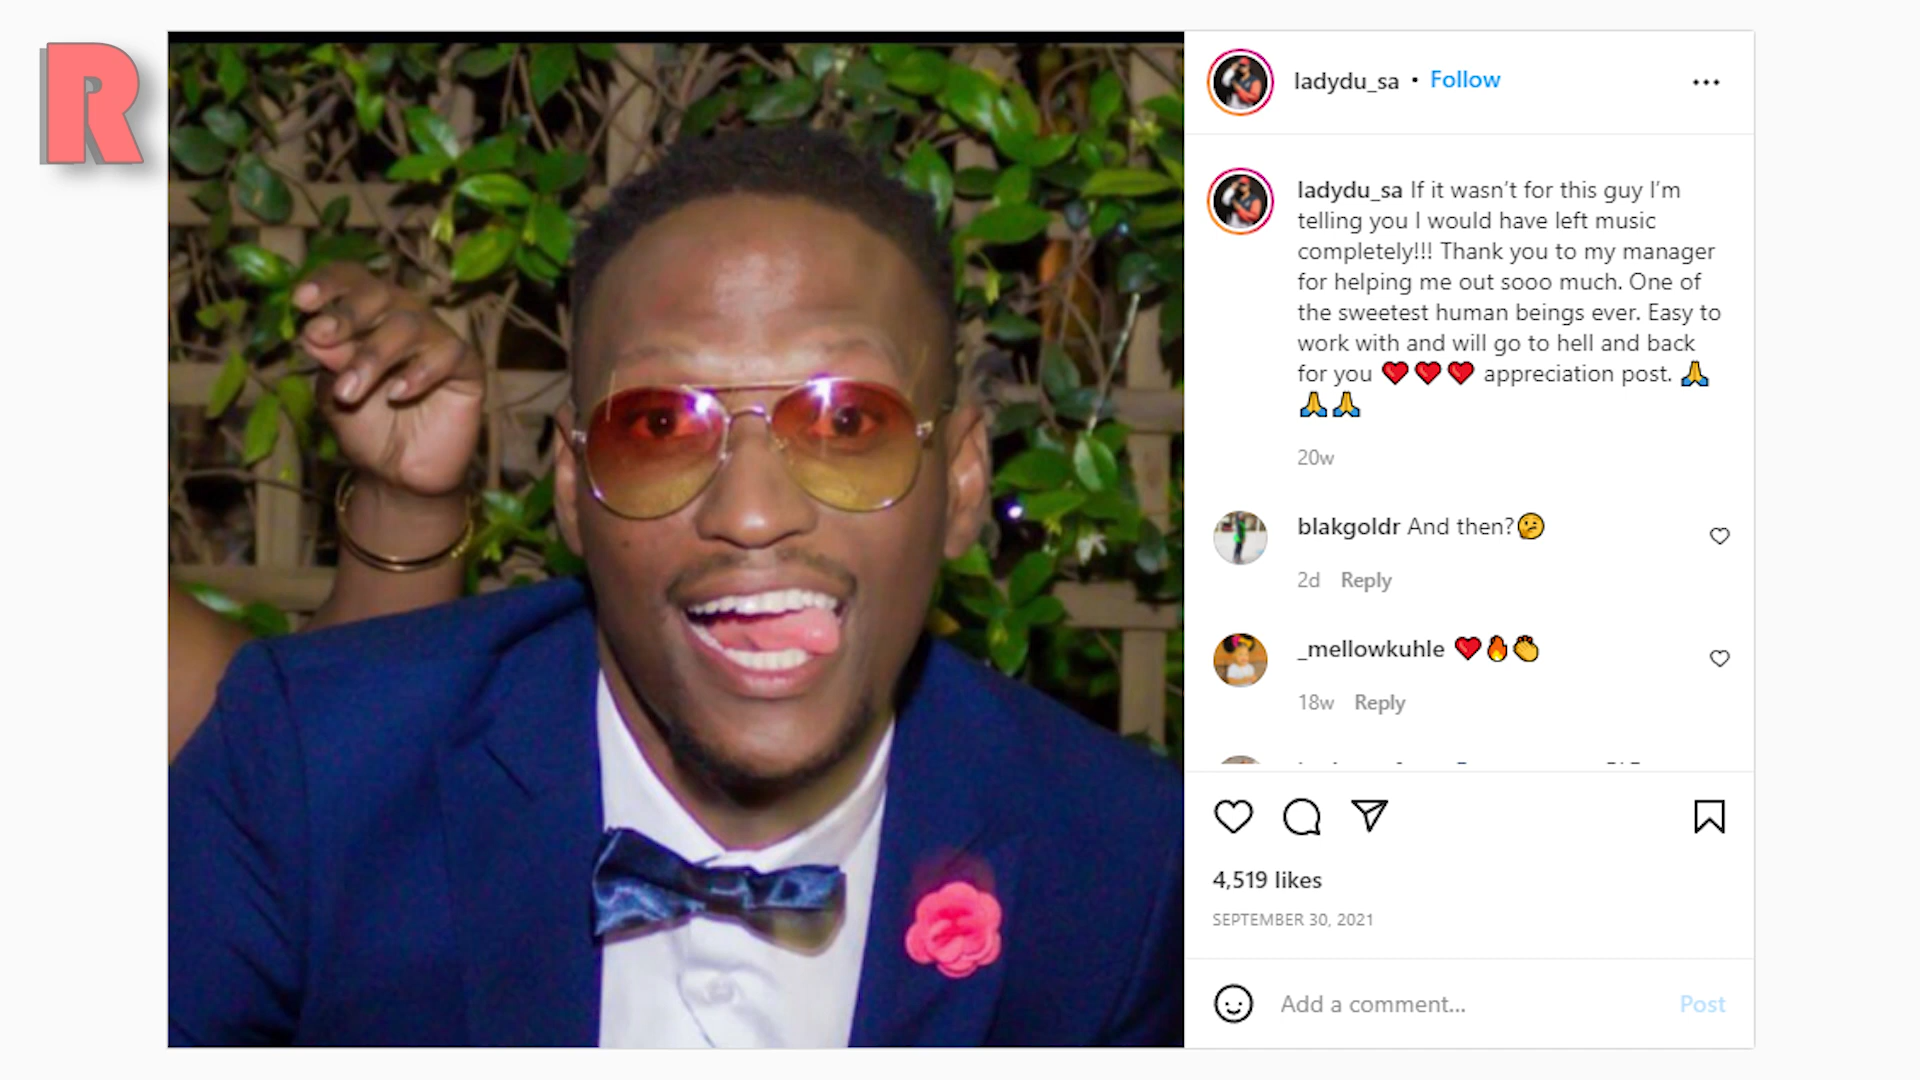 R
ladydu_sa • Follow
ladydu_sa If it wasn’t for this guy I’m
telling you I would have left music
completely!!! Thank you to my manager
for helping me out sooo much. One of
the sweetest human beings ever. Easy to
work with and will go to hell and back
for you ❤️❤️❤️ appreciation post. 🙏
🙏🙏
20w
blakgoldr And then?🤔
2d Reply
_mellowkuhle ❤️🔥👏
18w Reply
4,519 likes
SEPTEMBER 30, 2021
Add a comment... Post